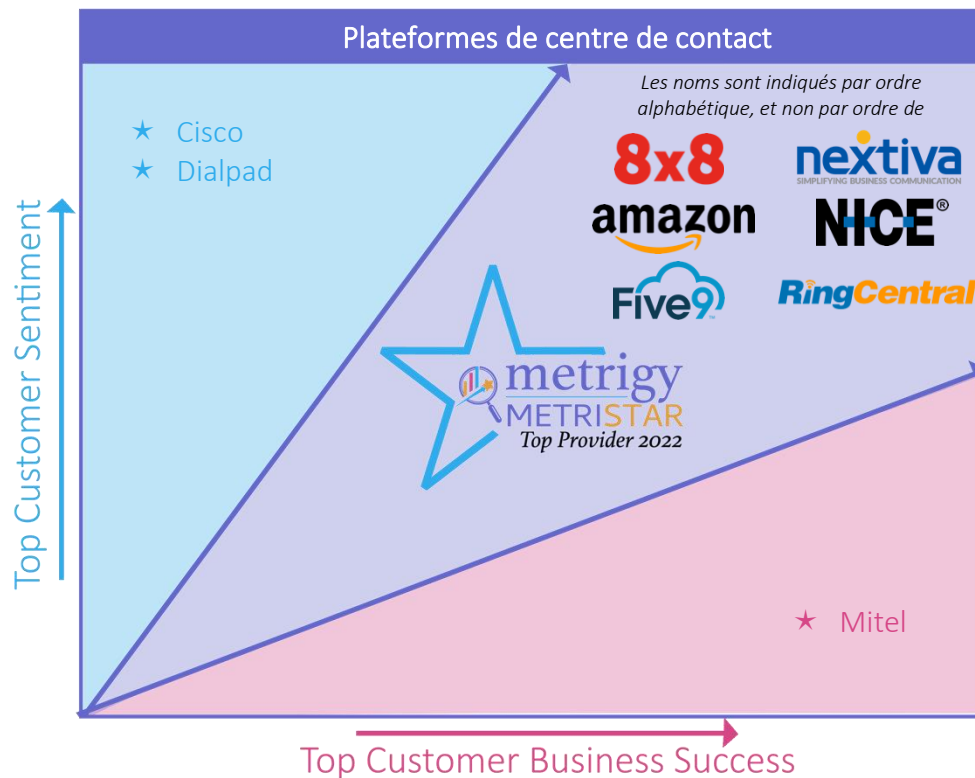 Plateformes de centre de contact
Les noms sont indiqués par ordre
alphabétique, et non par ordre de
★ Cisco
★ Dialpad
8x8
nextiva
SIMPLIFYING BUSINESS COMMUNICATION
amazon
NICE®
Five9™
RingCentral
metrigy
METRISTAR
Top Provider 2022
★ Mitel
Top Customer Sentiment
Top Customer Business Success